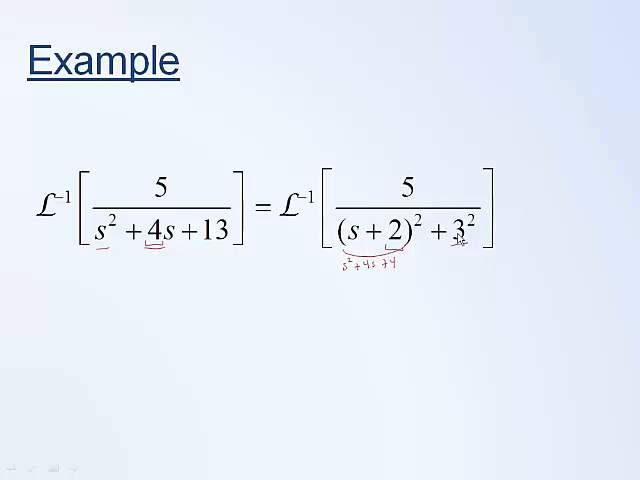 Example
ℒ⁻¹[5/(s² + 4s + 13)] = ℒ⁻¹[5/((s + 2)² + 3²)]
s² + 4s + 4